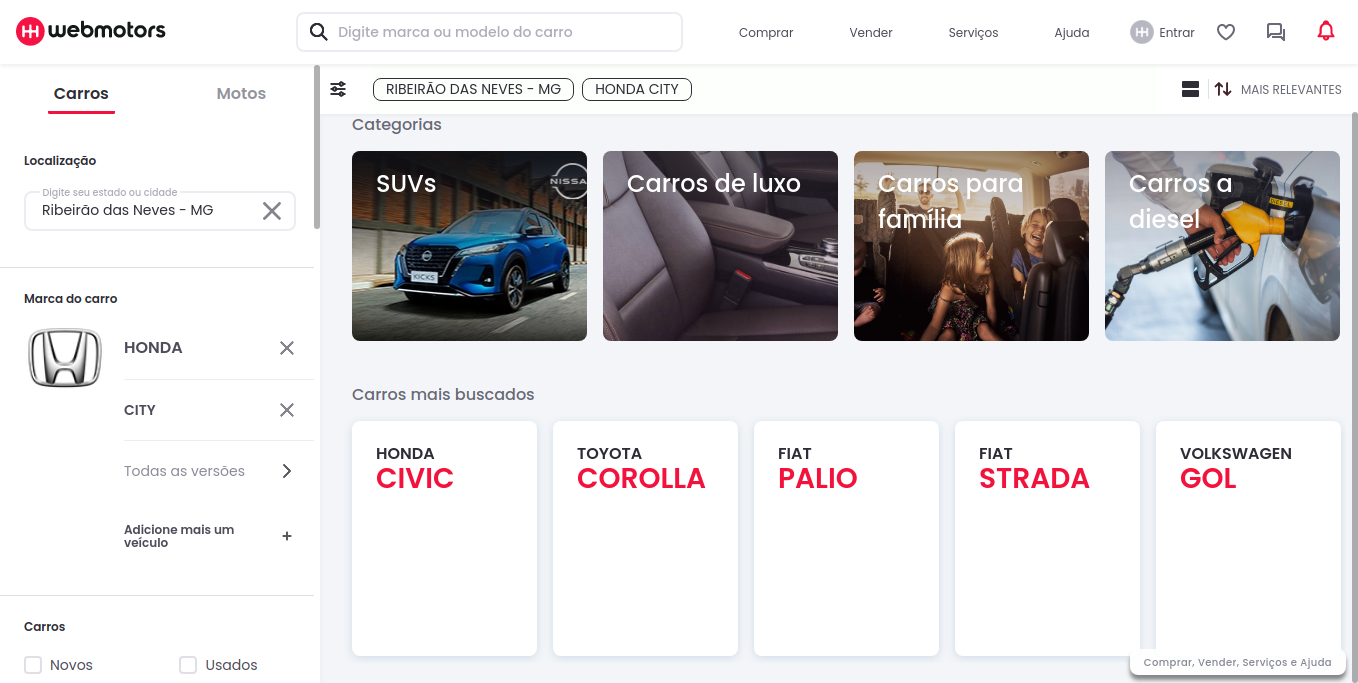 webmotors
Digite marca ou modelo do carro
Comprar
Vender
Serviços
Ajuda
Entrar
Carros
Motos
RIBEIRÃO DAS NEVES - MG
HONDA CITY
MAIS RELEVANTES
Localização
Digite seu estado ou cidade
Ribeirão das Neves - MG
Marca do carro
HONDA
CITY
Todas as versões
Adicione mais um
veículo
+
Carros
Novos
Usados
Categorias
SUVs
NISSA
KICKS
Carros de luxo
Carros para
família
Carros a
diesel
DIESEL
Carros mais buscados
HONDA
CIVIC
TOYOTA
COROLLA
FIAT
PALIO
FIAT
STRADA
VOLKSWAGEN
GOL
Comprar, Vender, Serviços e Ajuda